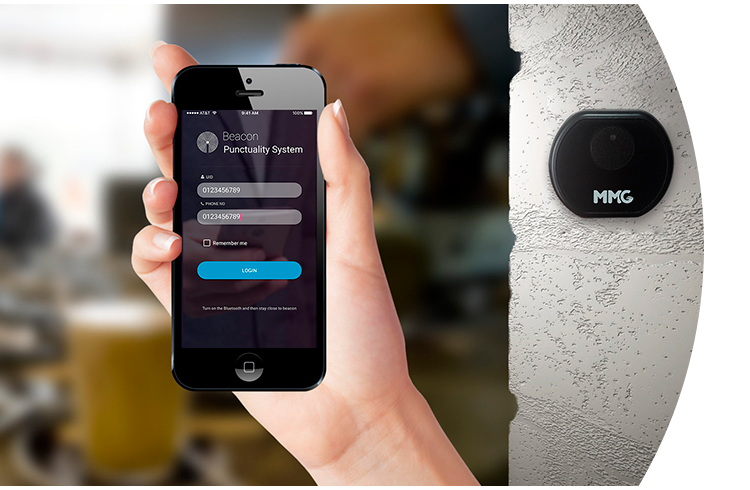 AT&T 9:41 AM 100%
Beacon
Punctuality System
UID
0123456789
PHONE NO
0123456789
Remember me
LOGIN
Turn on the Bluetooth and then stay close to beacon
MMG